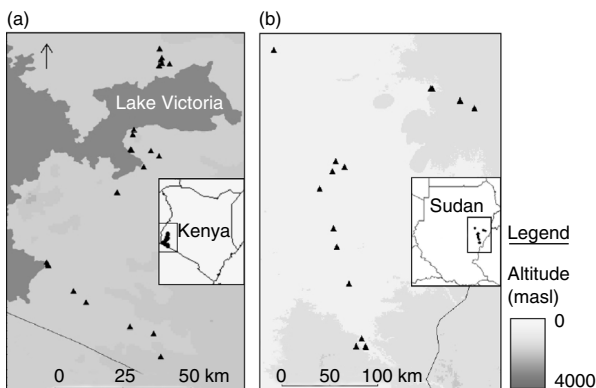 (a)
(b)
Lake Victoria
Kenya
Sudan
Legend
Altitude
(masl)
0
4000
0 25 50 km
0 50 100 km